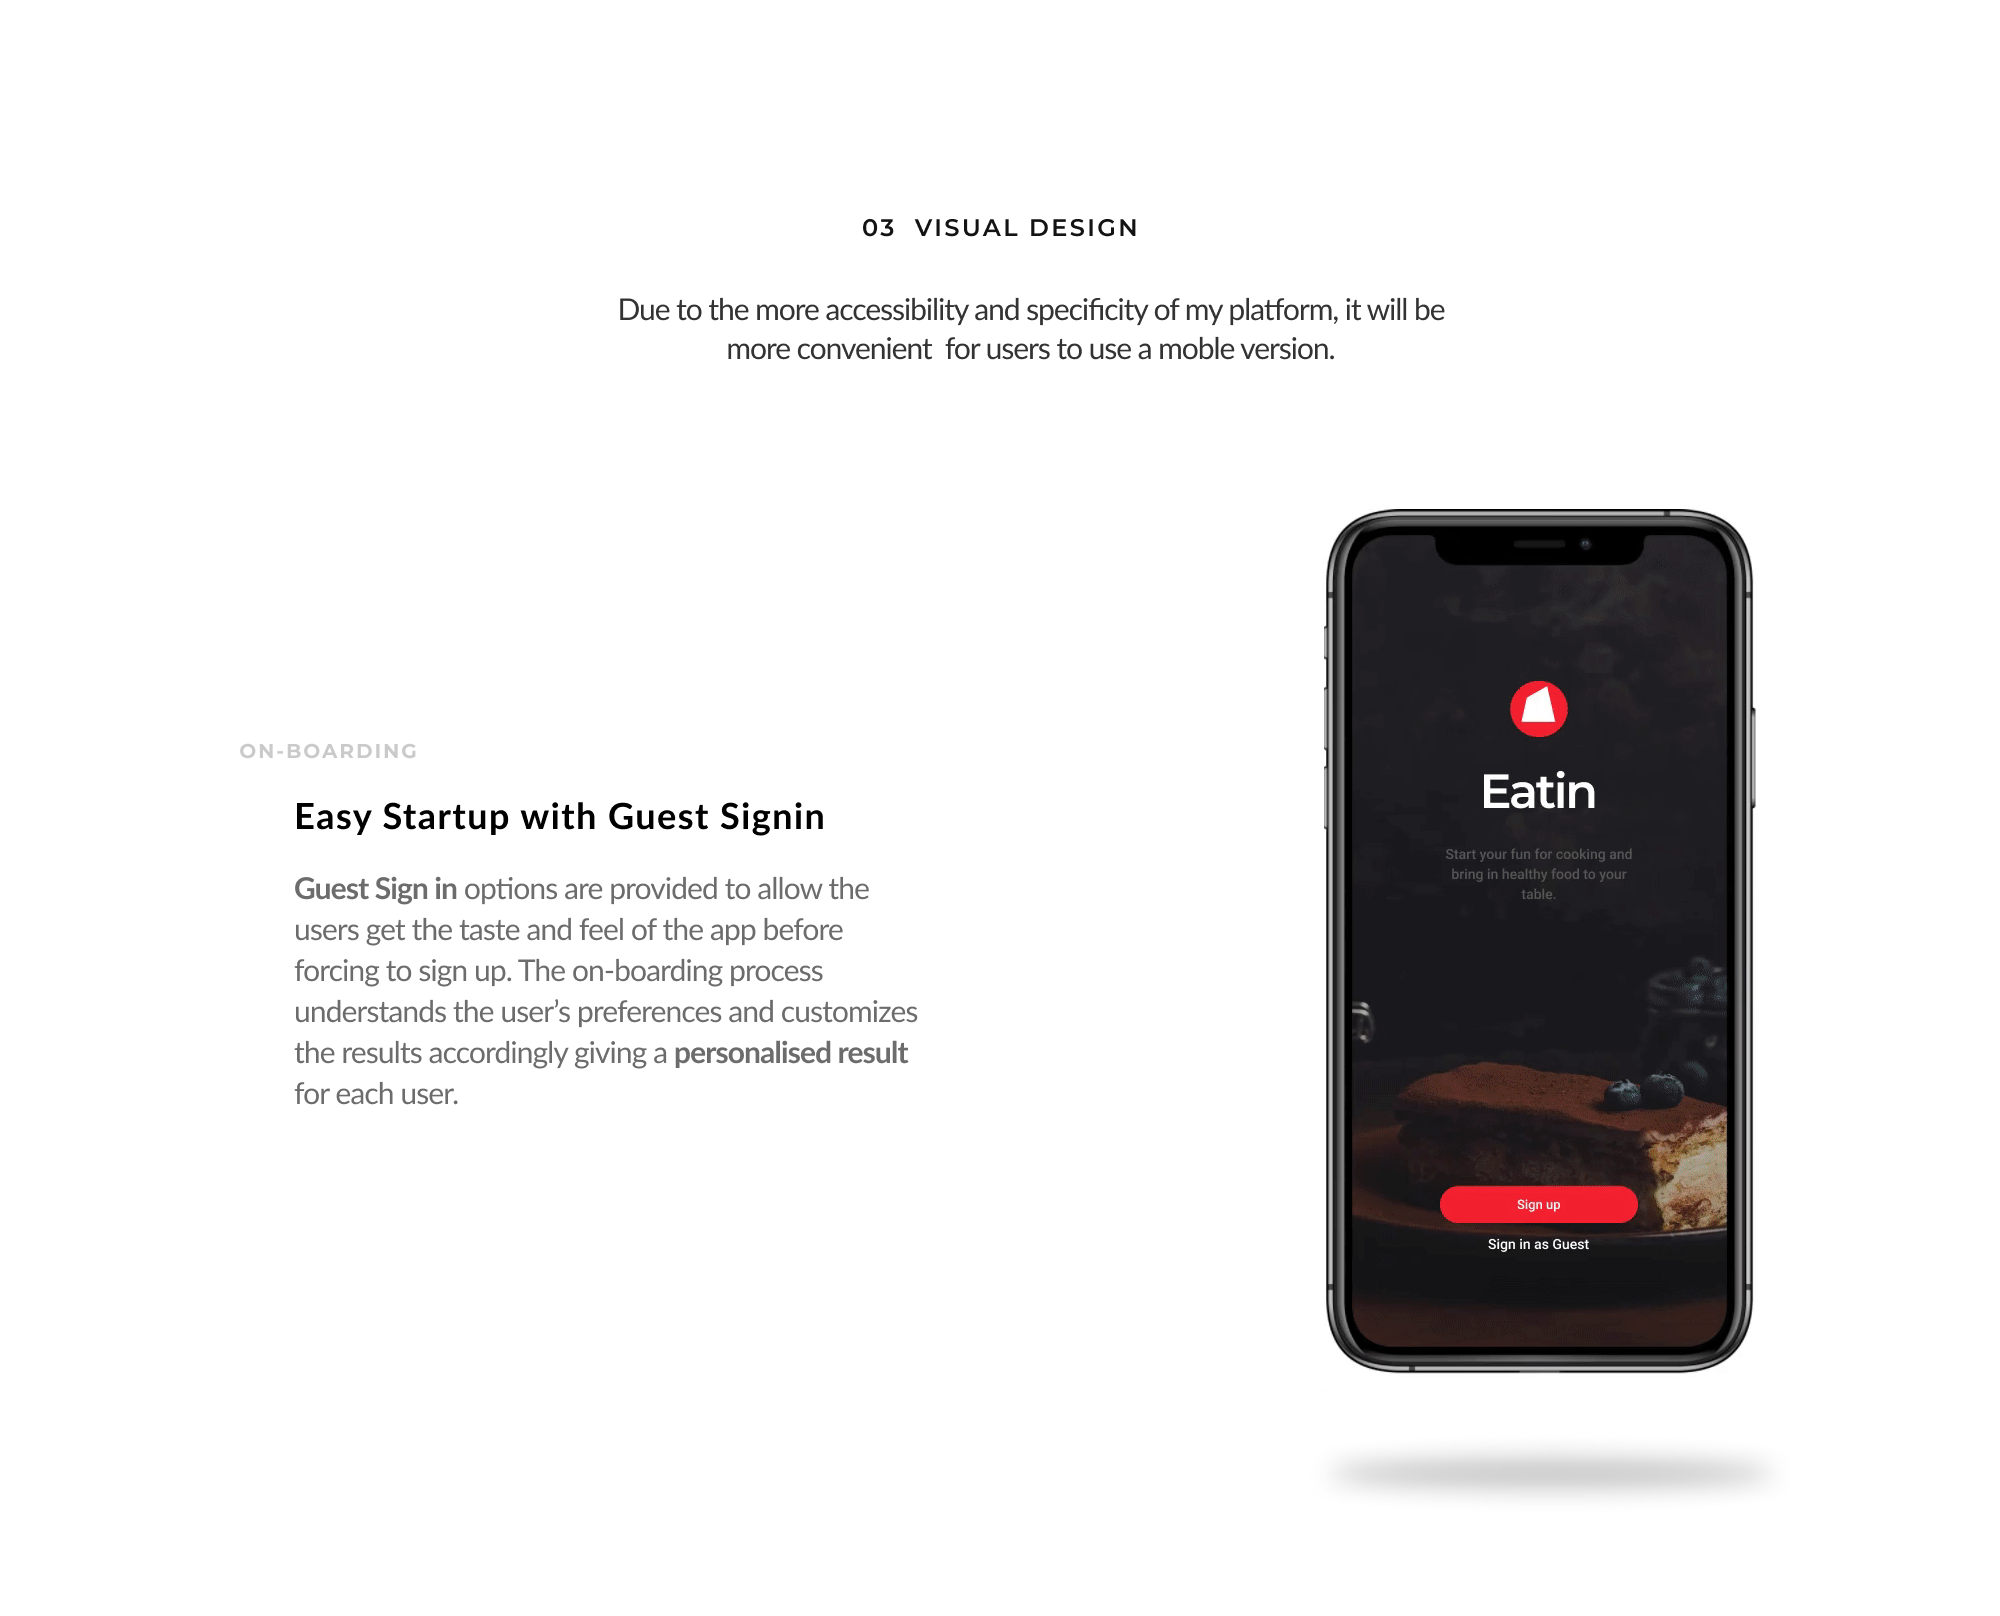 03 VISUAL DESIGN
Due to the more accessibility and specificity of my platform, it will be
more convenient  for users to use a moble version.
ON-BOARDING
Easy Startup with Guest Signin
Guest Sign in options are provided to allow the
users get the taste and feel of the app before
forcing to sign up. The on-boarding process
understands the user’s preferences and customizes
the results accordingly giving a personalised result
for each user.
Eatin
Start your fun for cooking and
bring in healthy food to your
table.
Sign up
Sign in as Guest